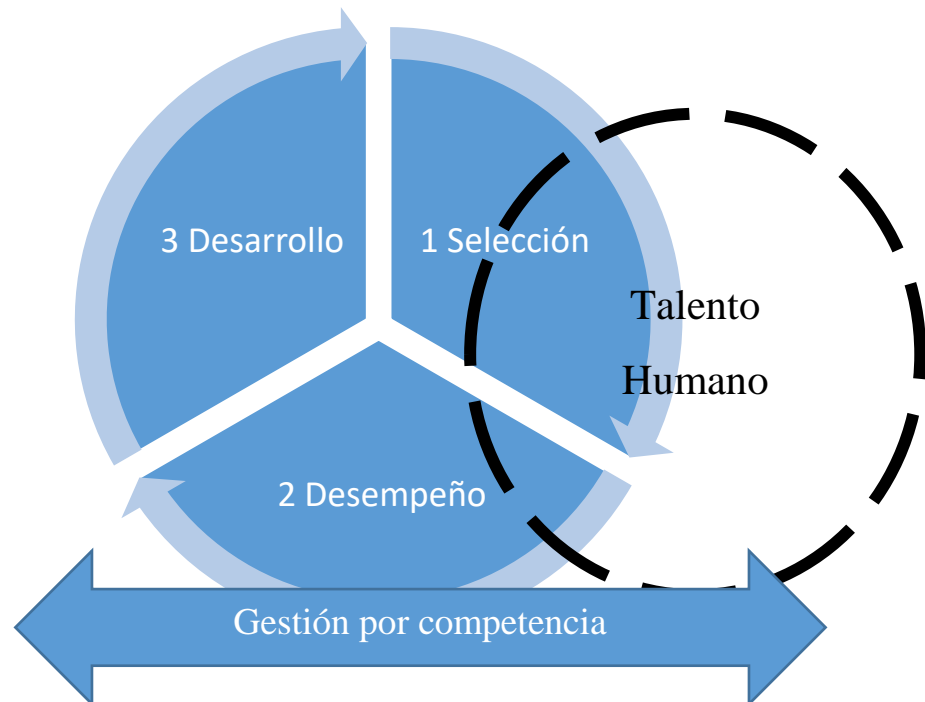 3 Desarrollo
1 Selección
Talento
Humano
2 Desempeño
Gestión por competencia